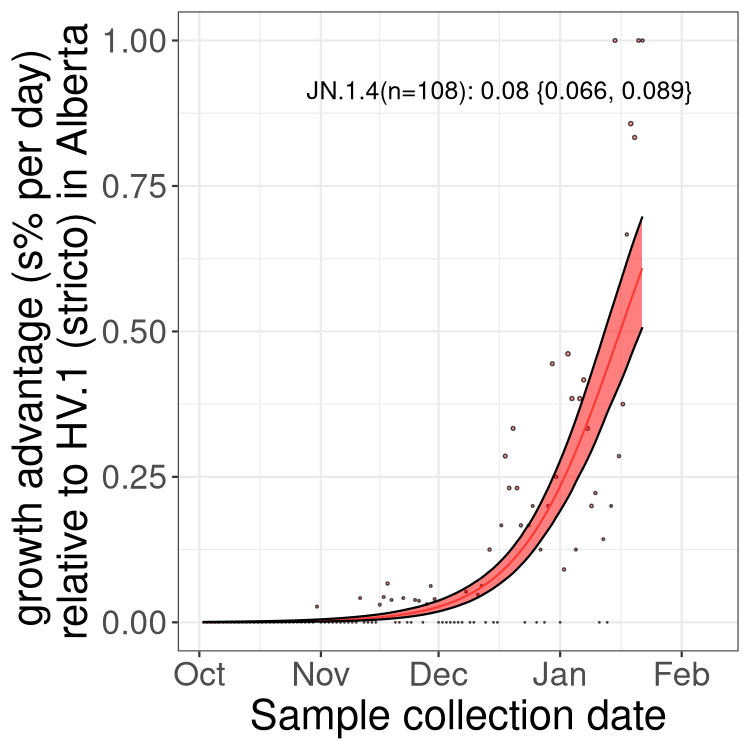 growth advantage (s% per day)
relative to HV.1 (stricto) in Alberta
1.00
0.75
0.50
0.25
0.00
JN.1.4(n=108): 0.08 {0.066, 0.089}
Oct Nov Dec Jan Feb
Sample collection date